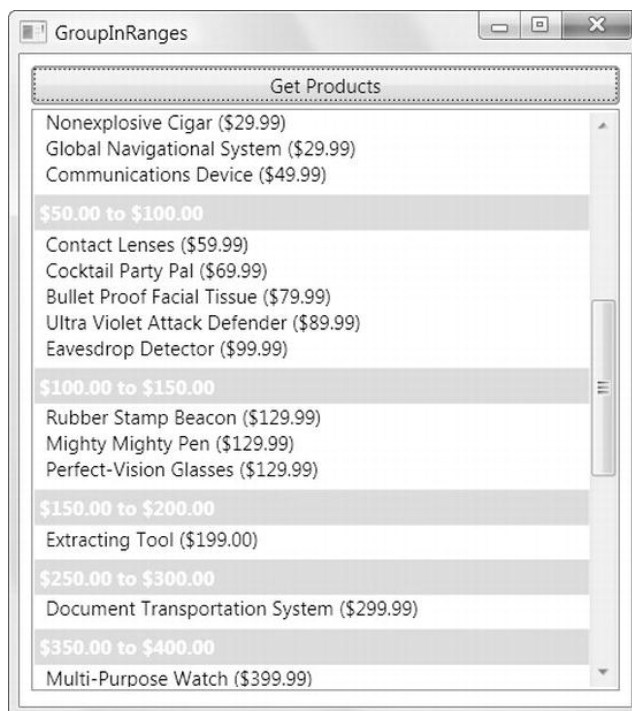 GroupInRanges
Get Products
Nonexplosive Cigar ($29.99)
Global Navigational System ($29.99)
Communications Device ($49.99)
$50.00 to $100.00
Contact Lenses ($59.99)
Cocktail Party Pal ($69.99)
Bullet Proof Facial Tissue ($79.99)
Ultra Violet Attack Defender ($89.99)
Eavesdrop Detector ($99.99)
$100.00 to $150.00
Rubber Stamp Beacon ($129.99)
Mighty Mighty Pen ($129.99)
Perfect-Vision Glasses ($129.99)
$150.00 to $200.00
Extracting Tool ($199.00)
$250.00 to $300.00
Document Transportation System ($299.99)
$350.00 to $400.00
Multi-Purpose Watch ($399.99)